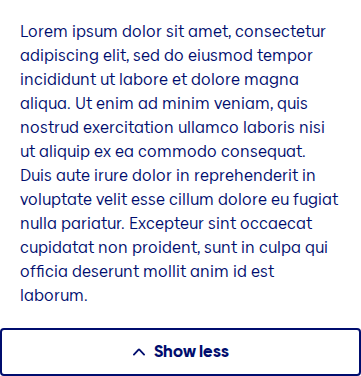 Lorem ipsum dolor sit amet, consectetur
adipiscing elit, sed do eiusmod tempor
incididunt ut labore et dolore magna
aliqua. Ut enim ad minim veniam, quis
nostrud exercitation ullamco laboris nisi
ut aliquip ex ea commodo consequat.
Duis aute irure dolor in reprehenderit in
voluptate velit esse cillum dolore eu fugiat
nulla pariatur. Excepteur sint occaecat
cupidatat non proident, sunt in culpa qui
officia deserunt mollit anim id est
laborum.
Show less